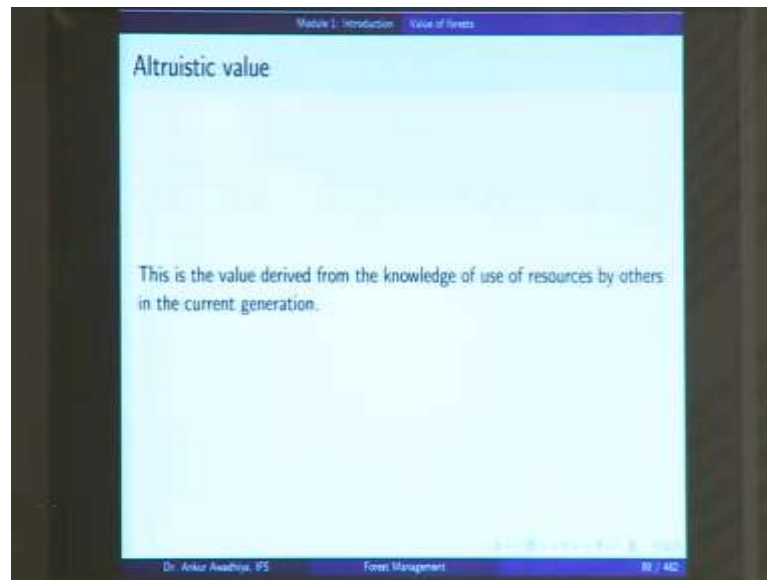 Module 1: Introduction Value of Forests
Altruistic value
This is the value derived from the knowledge of use of resources by others
in the current generation.
Dr. Ankur Awadhiya, IFS Forest Management / 462